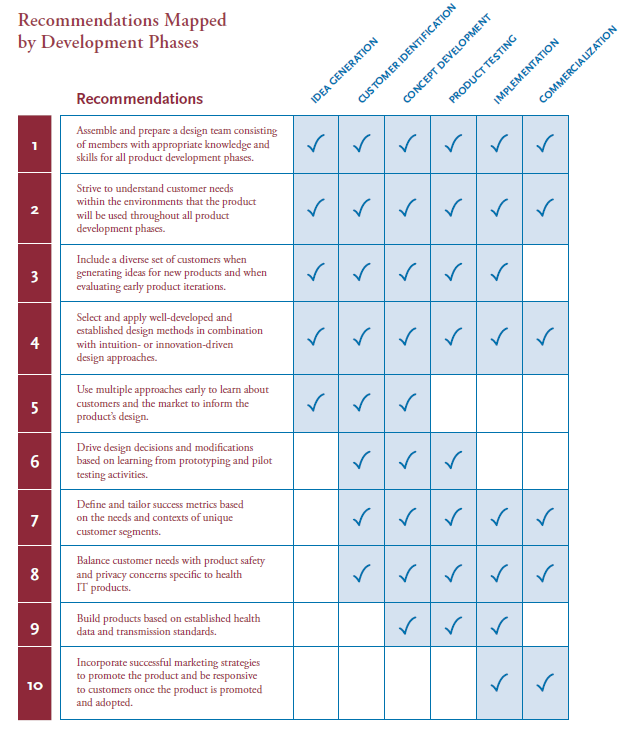 Recommendations Mapped
by Development Phases
Recommendations
IDEA GENERATION
CUSTOMER IDENTIFICATION
CONCEPT DEVELOPMENT
PRODUCT TESTING
IMPLEMENTATION
COMMERCIALIZATION
1
Assemble and prepare a design team consisting
of members with appropriate knowledge and
skills for all product development phases.
2
Strive to understand customer needs
within the environments that the product
will be used throughout all product
development phases.
3
Include a diverse set of customers when
generating ideas for new products and when
evaluating early product iterations.
4
Select and apply well-developed and
established design methods in combination
with intuition- or innovation-driven
design approaches.
5
Use multiple approaches early to learn about
customers and the market to inform the
product's design.
6
Drive design decisions and modifications
based on learning from prototyping and pilot
testing activities.
7
Define and tailor success metrics based
on the needs and contexts of unique
customer segments.
8
Balance customer needs with product safety
and privacy concerns specific to health
IT products.
9
Build products based on established health
data and transmission standards.
10
Incorporate successful marketing strategies
to promote the product and be responsive
to customers once the product is promoted
and adopted.